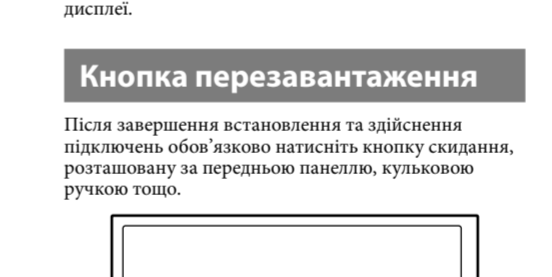 дисплеї.
Кнопка перезавантаження
Після завершення встановлення та здійснення
підключень обов’язково натисніть кнопку скидання,
розташовану за передньою панеллю, кульковою
ручкою тощо.